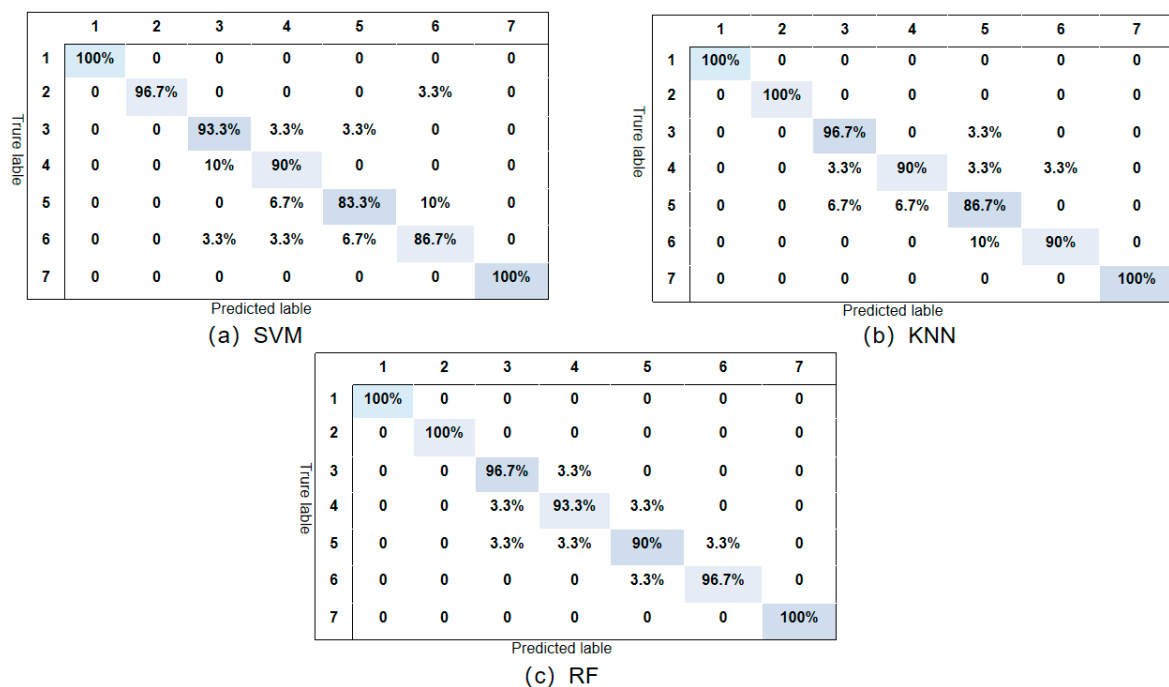 1 2 3 4 5 6 7
1 100% 0 0 0 0 0 0
2 0 96.7% 0 0 0 3.3% 0
3 0 0 93.3% 3.3% 3.3% 0 0
4 0 0 10% 90% 0 0 0
5 0 0 0 6.7% 83.3% 10% 0
6 0 0 3.3% 3.3% 6.7% 86.7% 0
7 0 0 0 0 0 0 100%
Trure lable
Predicted lable
(a) SVM
1 2 3 4 5 6 7
1 100% 0 0 0 0 0 0
2 0 100% 0 0 0 0 0
3 0 0 96.7% 0 3.3% 0 0
4 0 0 3.3% 90% 3.3% 3.3% 0
5 0 0 6.7% 6.7% 86.7% 0 0
6 0 0 0 0 10% 90% 0
7 0 0 0 0 0 0 100%
Trure lable
Predicted lable
(b) KNN
1 2 3 4 5 6 7
1 100% 0 0 0 0 0 0
2 0 100% 0 0 0 0 0
3 0 0 96.7% 3.3% 0 0 0
4 0 0 3.3% 93.3% 3.3% 0 0
5 0 0 3.3% 3.3% 90% 3.3% 0
6 0 0 0 0 3.3% 96.7% 0
7 0 0 0 0 0 0 100%
Trure lable
Predicted lable
(c) RF